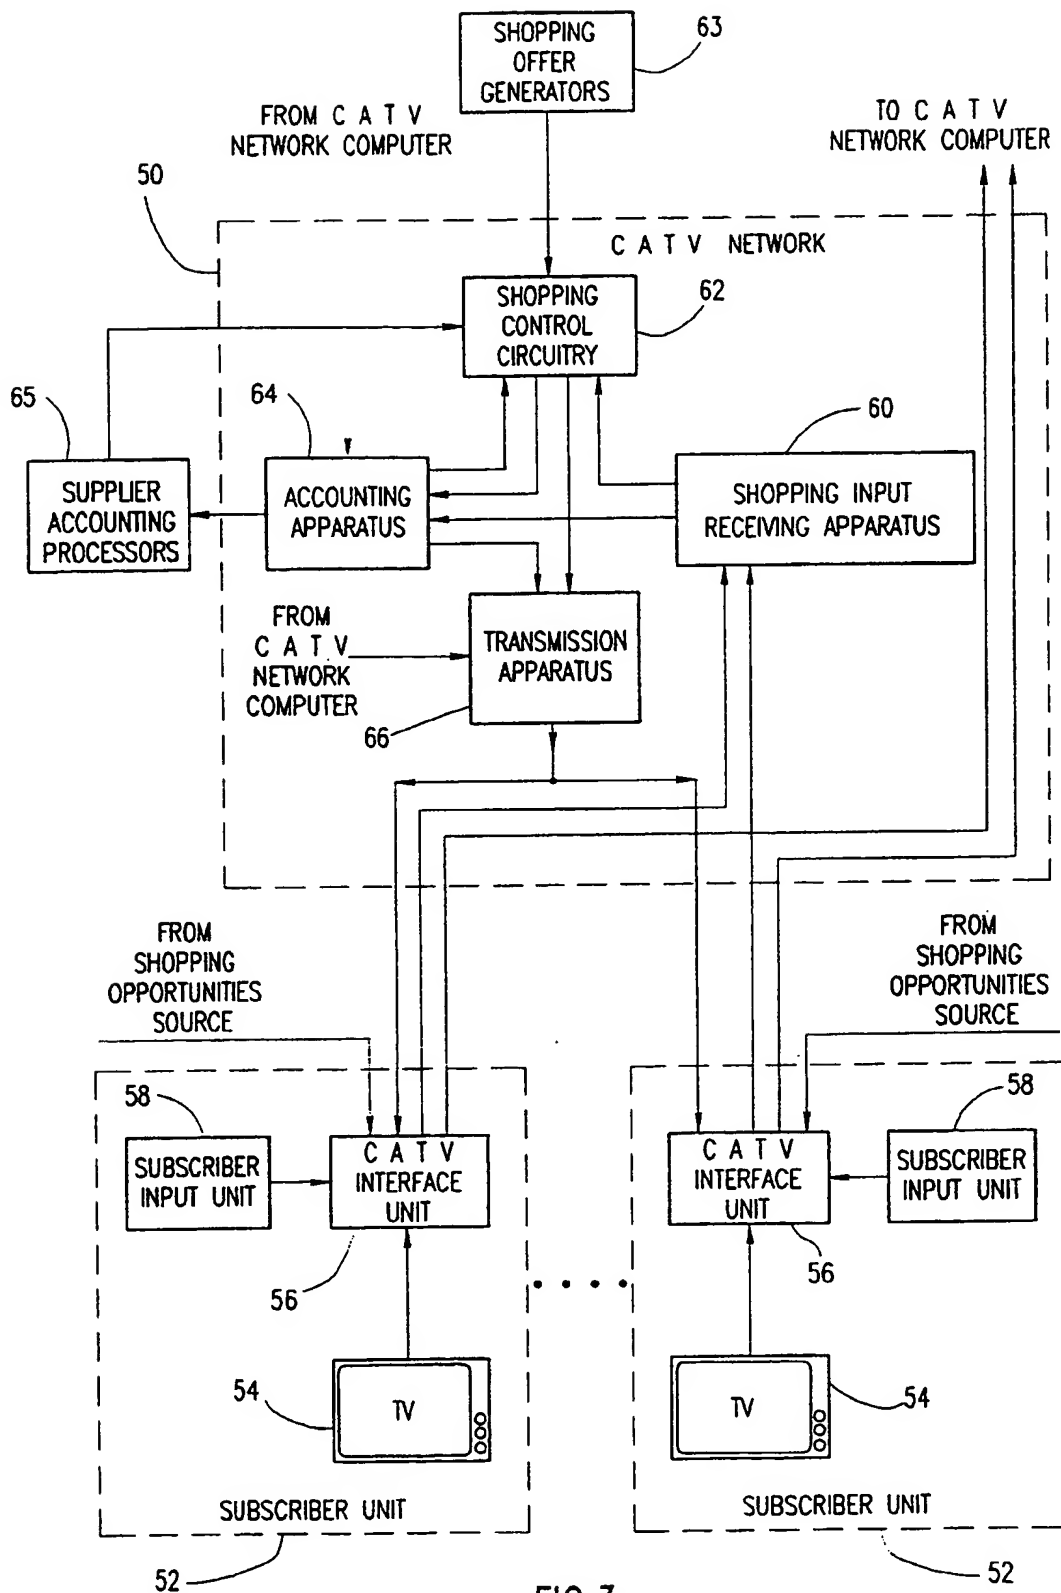 SHOPPING
OFFER
GENERATORS
63
FROM C A T V
NETWORK COMPUTER
TO C A T V
NETWORK COMPUTER
50
C A T V NETWORK
SHOPPING
CONTROL
CIRCUITRY
62
65
64
60
SUPPLIER
ACCOUNTING
PROCESSORS
ACCOUNTING
APPARATUS
SHOPPING INPUT
RECEIVING APPARATUS
FROM
C A T V
NETWORK
COMPUTER
TRANSMISSION
APPARATUS
66
FROM
SHOPPING
OPPORTUNITIES
SOURCE
FROM
SHOPPING
OPPORTUNITIES
SOURCE
58
SUBSCRIBER
INPUT UNIT
C A T V
INTERFACE
UNIT
56
C A T V
INTERFACE
UNIT
56
58
SUBSCRIBER
INPUT UNIT
54
TV
TV
54
SUBSCRIBER UNIT
SUBSCRIBER UNIT
52
52